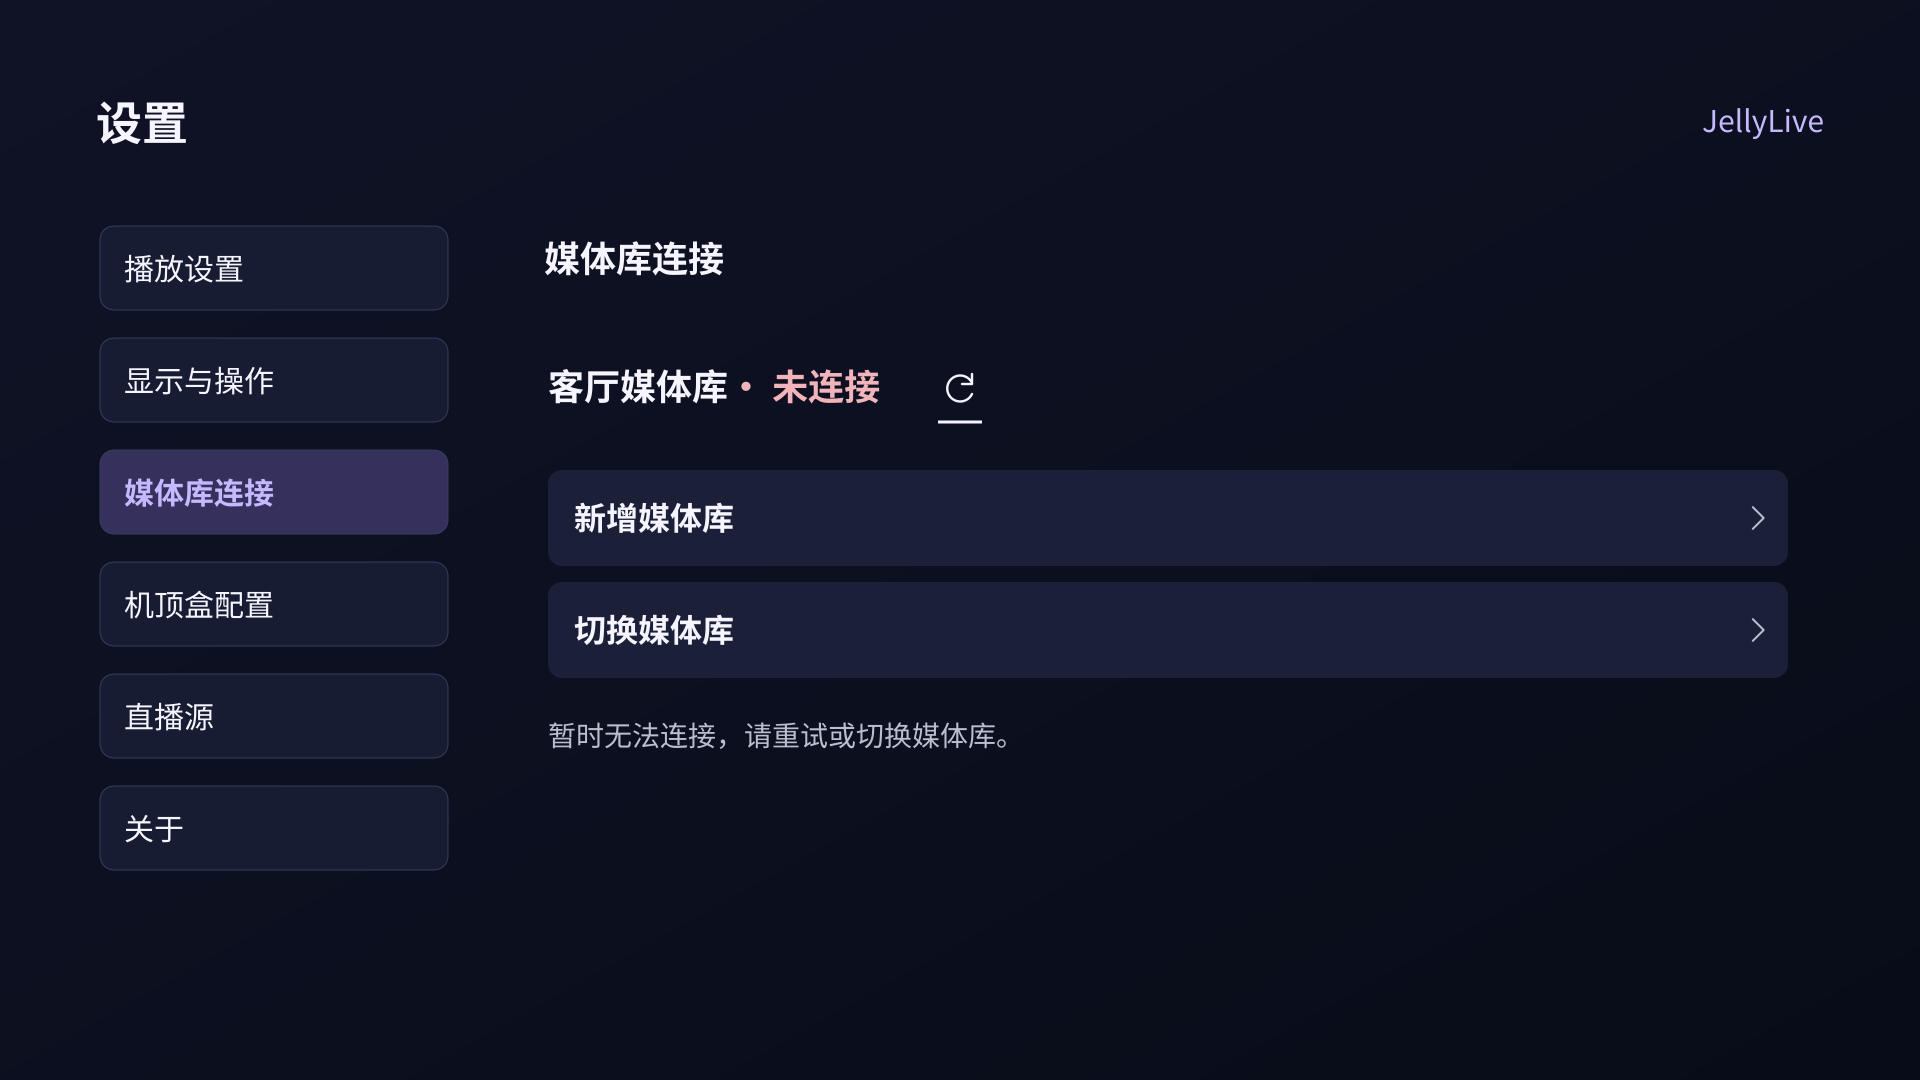 设置
JellyLive
播放设置
显示与操作
媒体库连接
机顶盒配置
直播源
关于
媒体库连接
客厅媒体库 • 未连接
新增媒体库
切换媒体库
暂时无法连接，请重试或切换媒体库。